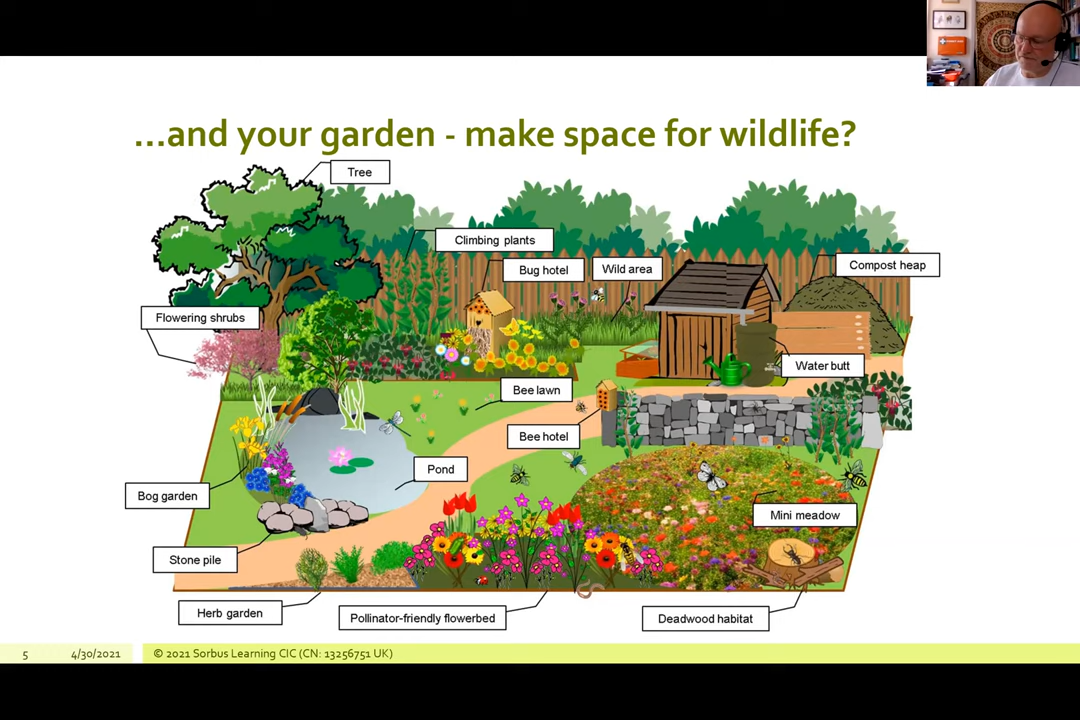 ...and your garden - make space for wildlife?
Tree
Climbing plants
Bug hotel
Wild area
Compost heap
Flowering shrubs
Water butt
Bee lawn
Bee hotel
Pond
Bog garden
Mini meadow
Stone pile
Herb garden
Pollinator-friendly flowerbed
Deadwood habitat
5 4/30/2021 © 2021 Sorbus Learning CIC (CN: 13256751 UK)